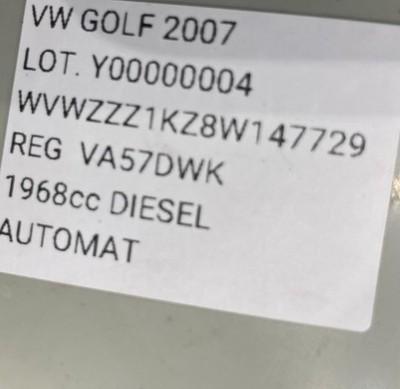 VW GOLF 2007
LOT. Y00000004
WVWZZZ1KZ8W147729
REG VA57DWK
1968cc DIESEL
AUTOMAT